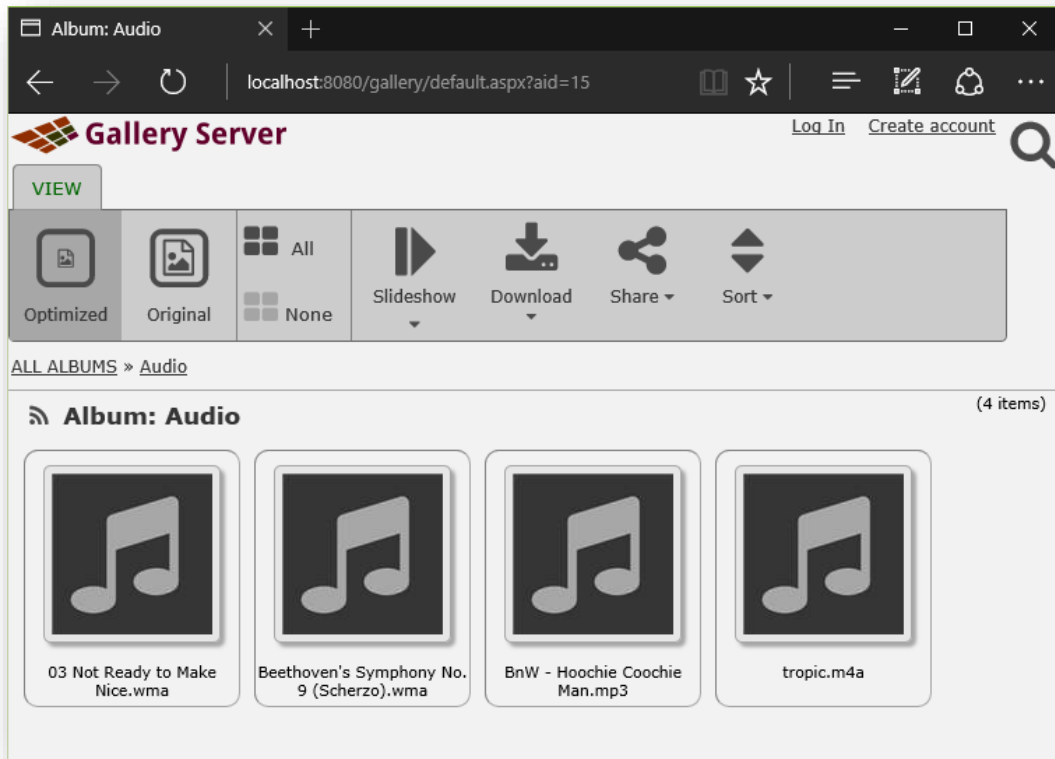 Album: Audio
localhost:8080/gallery/default.aspx?aid=15
Gallery Server
Log In Create account
VIEW
All
None
Optimized Original Slideshow Download Share Sort
ALL ALBUMS » Audio
Album: Audio
(4 items)
03 Not Ready to Make
Nice.wma
Beethoven's Symphony No.
9 (Scherzo).wma
BnW - Hoochie Coochie
Man.mp3
tropic.m4a